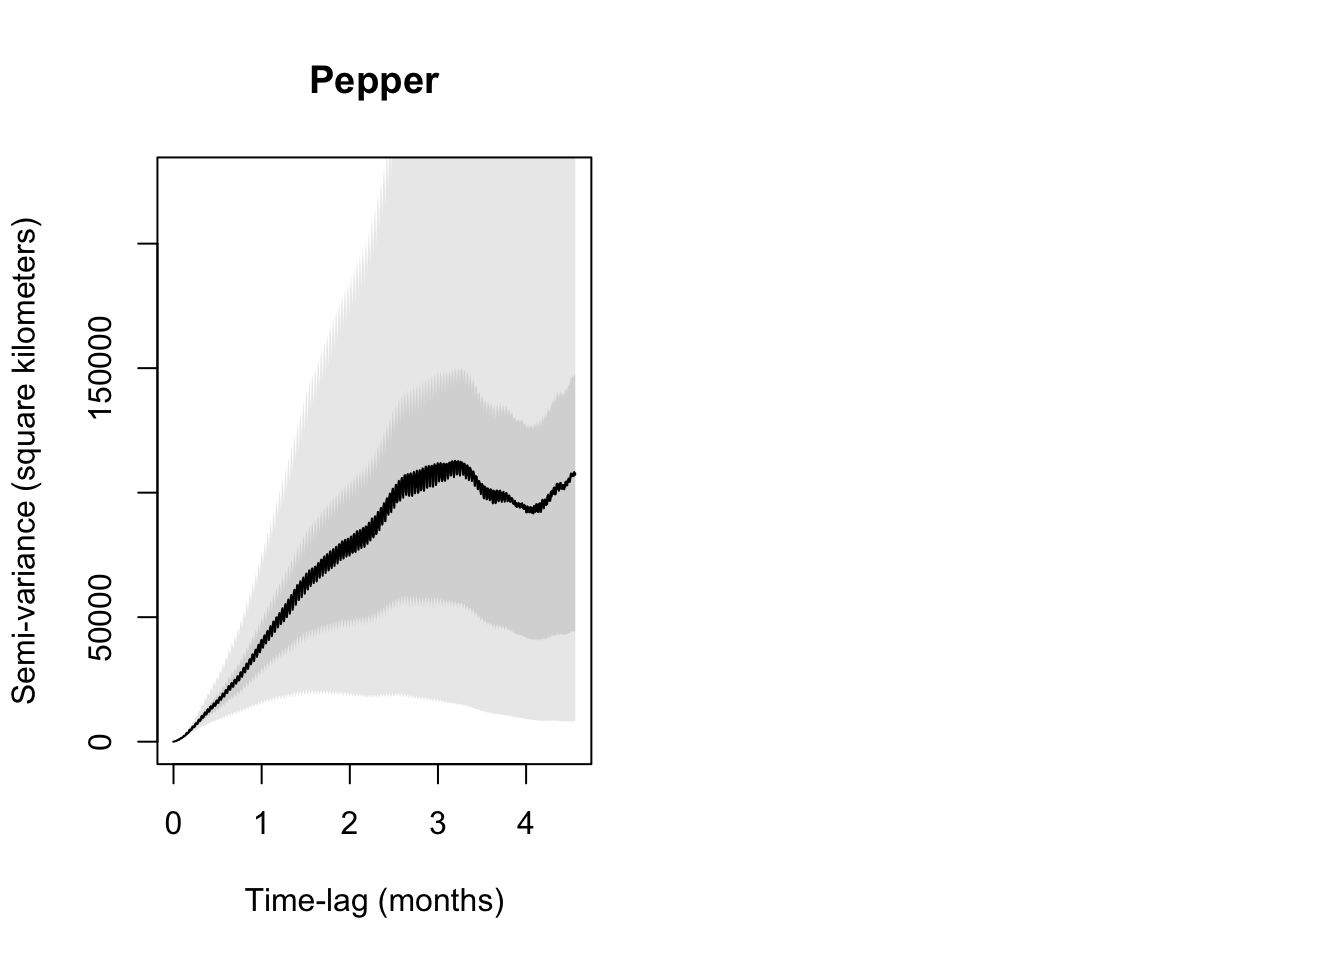 Pepper
Semi-variance (square kilometers)
150000
50000
0
0 1 2 3 4
Time-lag (months)